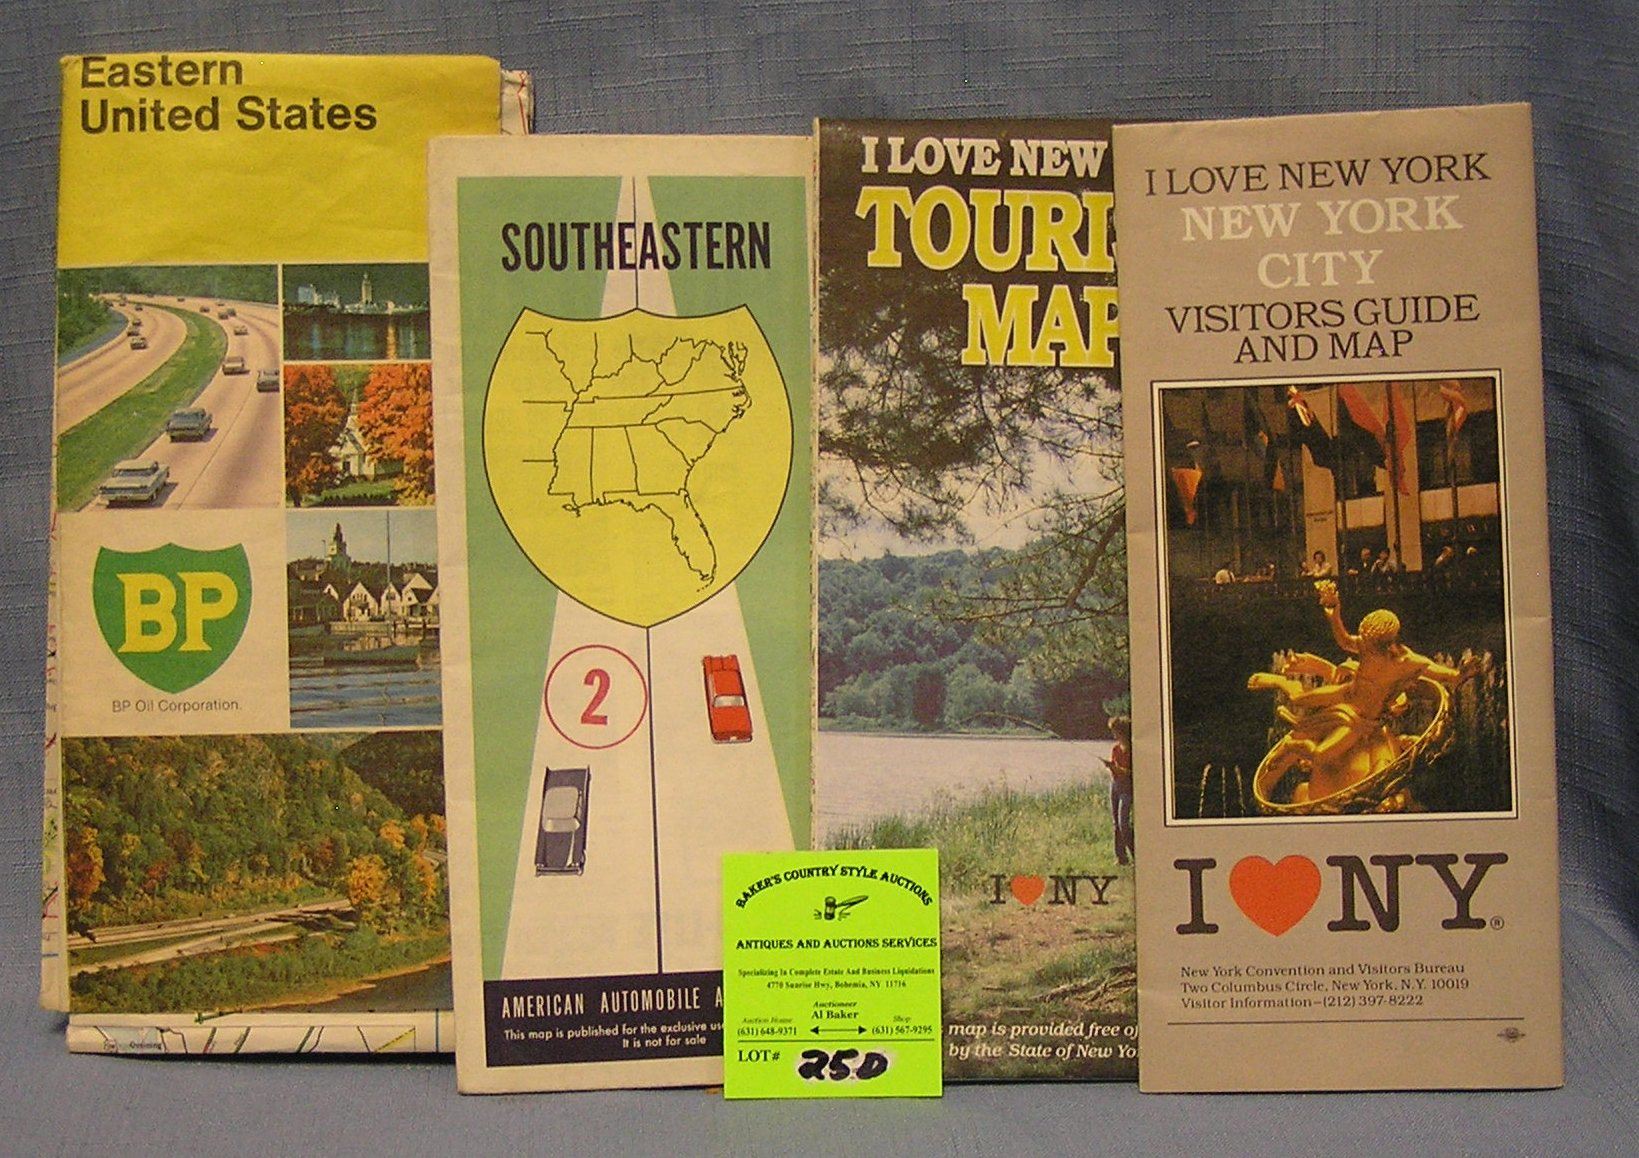 Eastern
United States
BP
BP Oil Corporation.
SOUTHEASTERN
2
AMERICAN AUTOMOBILE A
This map is published for the exclusive us
It is not for sale
I LOVE NEW
TOURI
MAP
I ♥ NY
map is provided free of
by the State of New Yo
I LOVE NEW YORK
NEW YORK
CITY
VISITORS GUIDE
AND MAP
I ♥ NY®
New York Convention and Visitors Bureau
Two Columbus Circle, New York, N.Y. 10019
Visitor Information—(212) 397-8222
BAKER'S COUNTRY STYLE AUCTIONS
ANTIQUES AND AUCTIONS SERVICES
Specializing In Complete Estate And Business Liquidations
4770 Sunrise Hwy, Bohemia, NY 11716
Auctioneer
Auction House Al Baker Shop
(631) 648-9371 (631) 567-9295
LOT# 25D